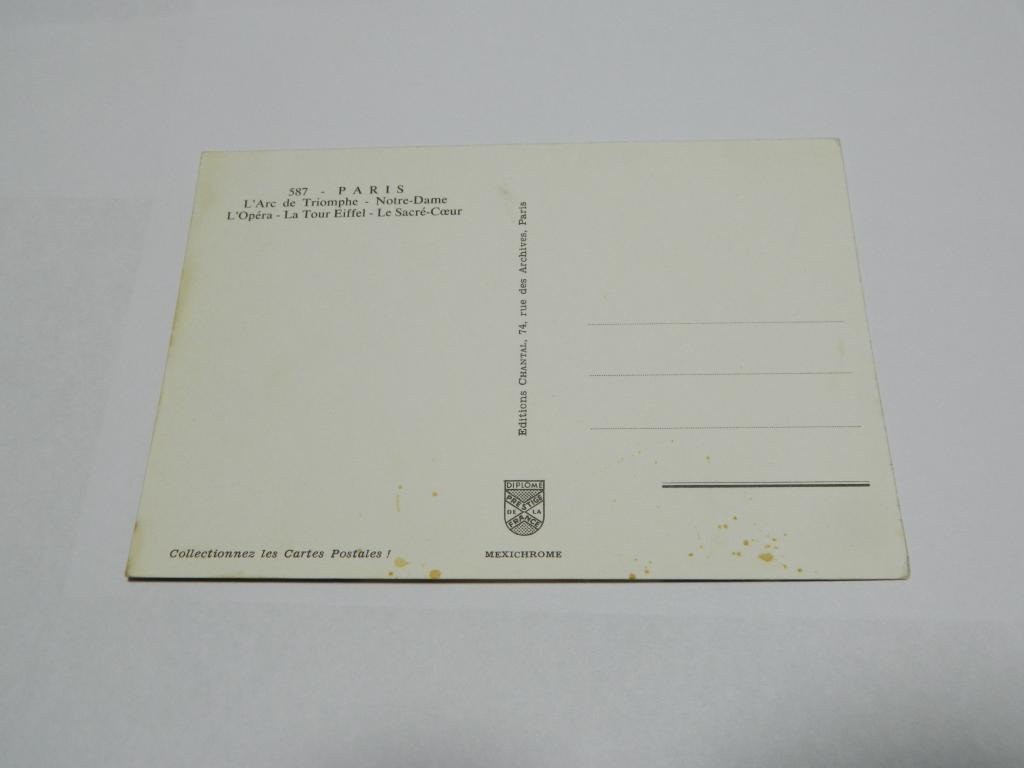 587 - PARIS
L'Arc de Triomphe - Notre-Dame
L'Opéra - La Tour Eiffel - Le Sacré-Cœur
Editions CHANTAL, 74, rue des Archives, Paris
DIPLOME
PRESTIGE
DE LA
FRANCE
Collectionnez les Cartes Postales !
MEXICHROME